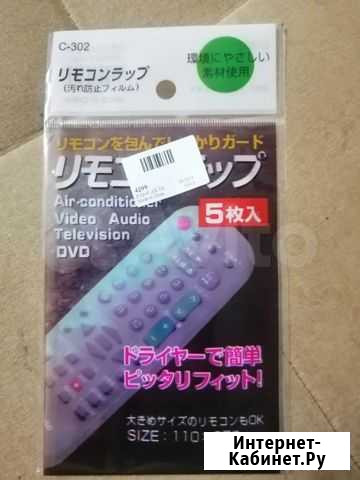 C-302
リモコンラップ
(汚れ防止フィルム)
環境にやさしい
素材使用
リモコンを包んでしっかりガード
リモコンラップ
Air-conditioner
Video Audio
Television
DVD
5枚入
ドライヤーで簡単
ピッタリフィット!
大きめサイズのリモコンもOK
SIZE: 110
Интернет-
Кабинет.Ру